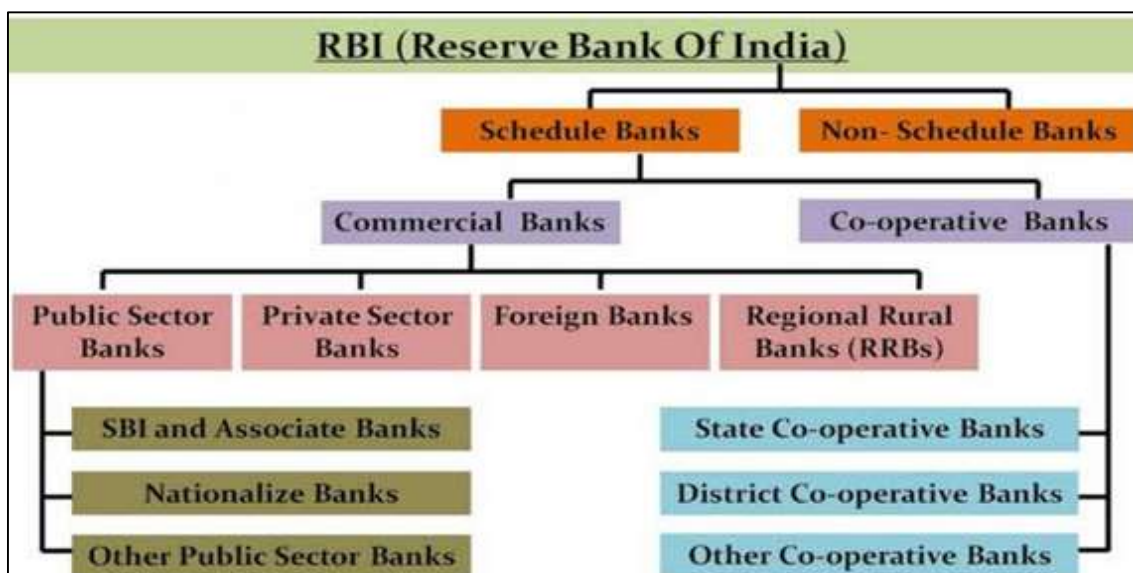 RBI (Reserve Bank Of India)
Schedule Banks
Non- Schedule Banks
Commercial Banks
Co-operative Banks
Public Sector
Banks
Private Sector
Banks
Foreign Banks
Regional Rural
Banks (RRBs)
SBI and Associate Banks
Nationalize Banks
Other Public Sector Banks
State Co-operative Banks
District Co-operative Banks
Other Co-operative Banks